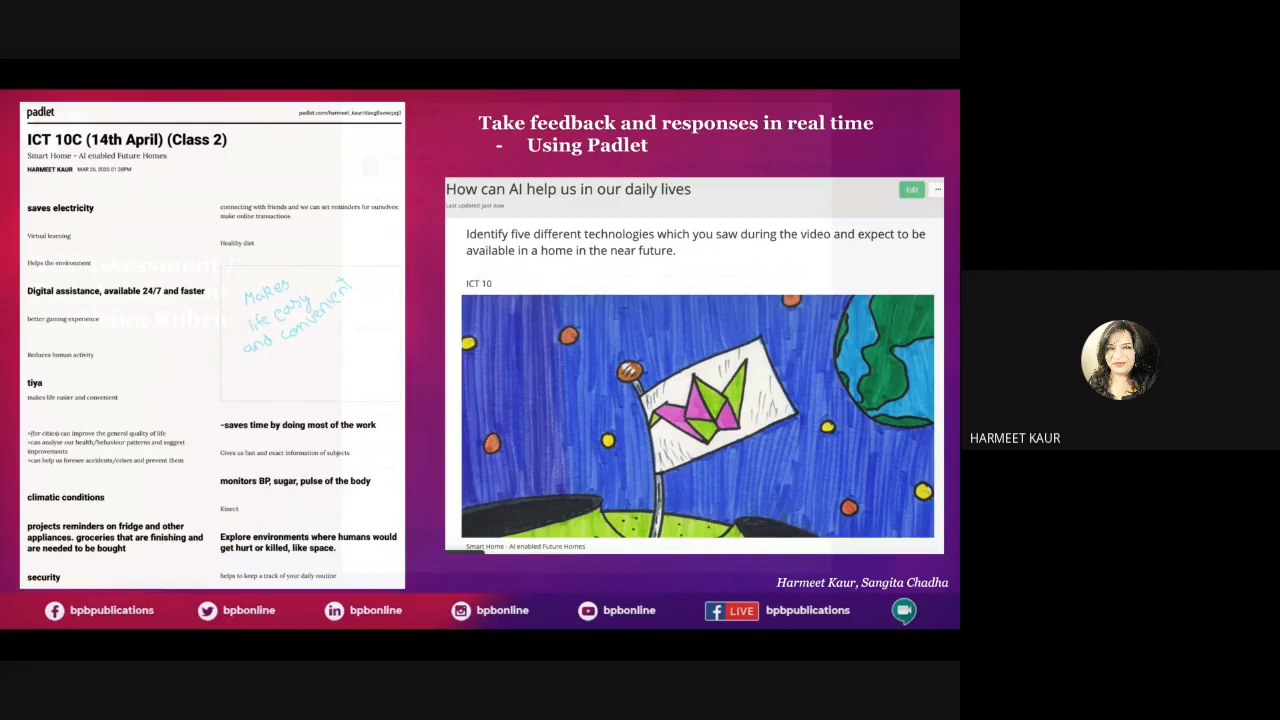 padlet
padlet.com/harmeet_kaur/
ICT 10C (14th April) (Class 2)
Smart Home - AI enabled Future Homes
HARMEET KAUR MAR 26, 2020 01:38PM
saves electricity
Virtual learning
Helps the environment
Digital assistance, available 24/7 and faster
better gaming experience
Reduces human activity
tiya
makes life easier and convenient
>(for cities) can improve the general quality of life
>can analyse our health/behaviour patterns and suggest
improvements
>can help us foresee accidents/crises and prevent them
climatic conditions
projects reminders on fridge and other
appliances. groceries that are finishing and
are needed to be bought
security
connecting with friends and we can set reminders for ourselves;
make online transactions
Healthy diet
Makes
life easy
and convenient
-saves time by doing most of the work
Gives us fast and exact information of subjects
monitors BP, sugar, pulse of the body
Kinect
Explore environments where humans would
get hurt or killed, like space.
helps to keep a track of your daily routine
Take feedback and responses in real time
- Using Padlet
How can AI help us in our daily lives
Edit
Last updated just now
Identify five different technologies which you saw during the video and expect to be
available in a home in the near future.
ICT 10
Smart Home - AI enabled Future Homes
Harmeet Kaur, Sangita Chadha
bpbpublications
bpbonline
bpbonline
bpbonline
bpbonline
LIVE bpbpublications
HARMEET KAUR